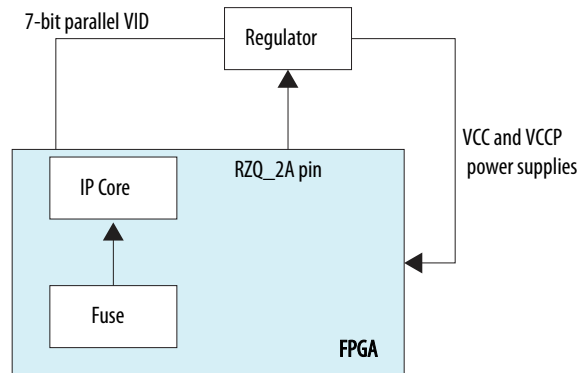 7-bit parallel VID
Regulator
VCC and VCCP
power supplies
RZQ_2A pin
IP Core
Fuse
FPGA